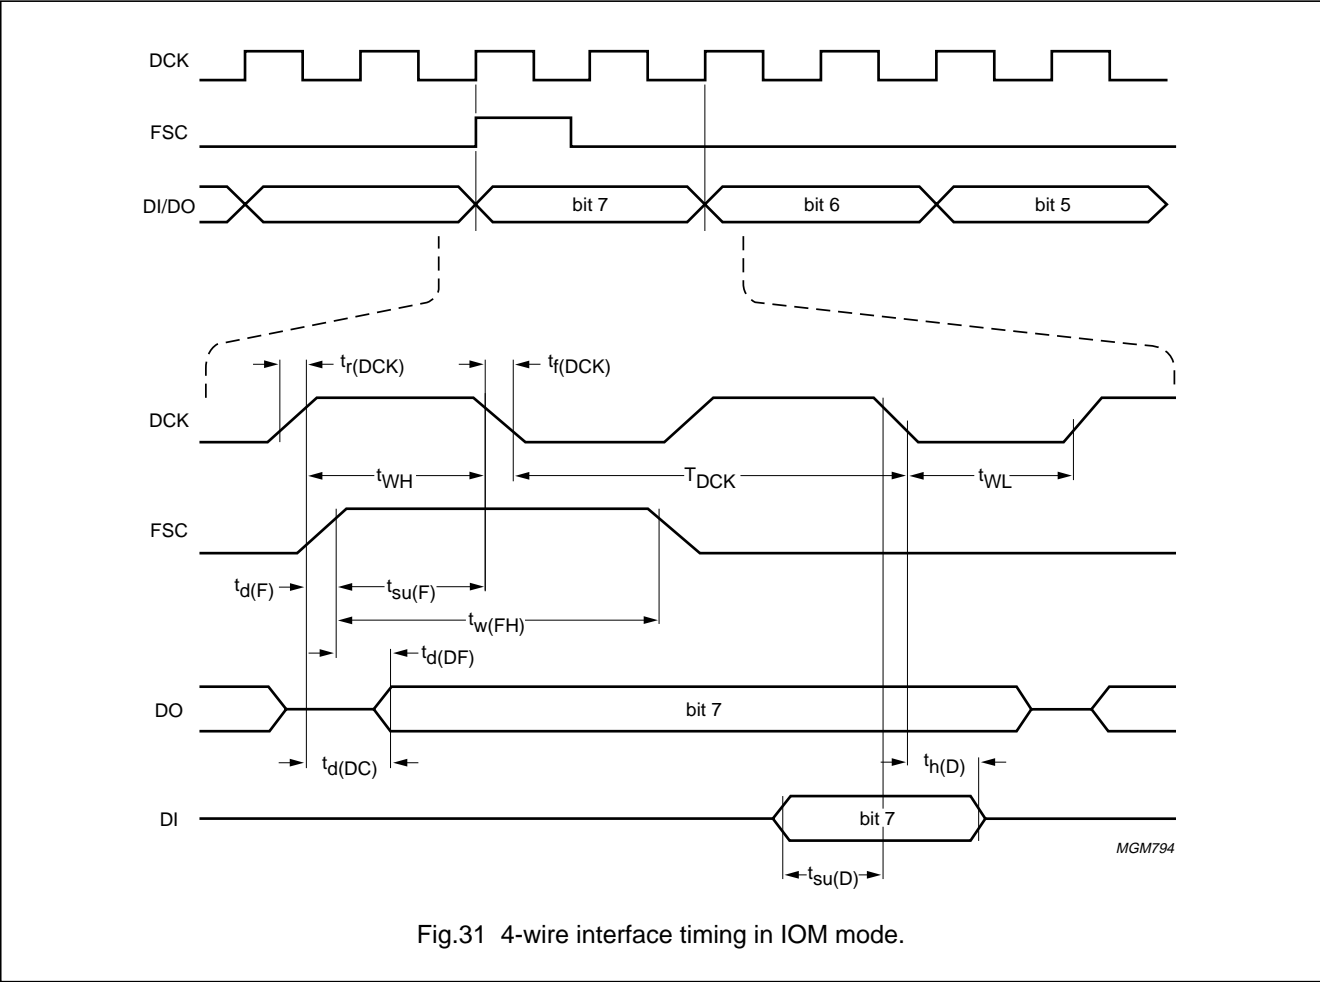 DCK
FSC
DI/DO
bit 7
bit 6
bit 5
tr(DCK)
tf(DCK)
DCK
tWH
TDCK
tWL
FSC
td(F)
tsu(F)
tw(FH)
td(DF)
DO
bit 7
td(DC)
th(D)
DI
bit 7
MGM794
tsu(D)
Fig.31 4-wire interface timing in IOM mode.